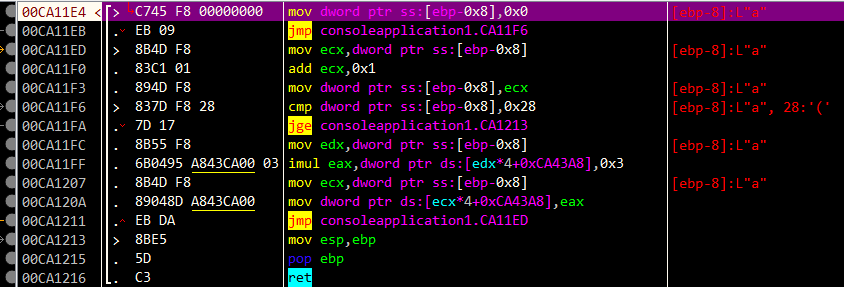 00CA11E4 < C745 F8 00000000 mov dword ptr ss:[ebp-0x8],0x0
00CA11EB EB 09 jmp consoleapplication1.CA11F6
00CA11ED 8B4D F8 mov ecx,dword ptr ss:[ebp-0x8] [ebp-8]:L"a"
00CA11F0 83C1 01 add ecx,0x1
00CA11F3 894D F8 mov dword ptr ss:[ebp-0x8],ecx [ebp-8]:L"a"
00CA11F6 > 837D F8 28 cmp dword ptr ss:[ebp-0x8],0x28 [ebp-8]:L"a", 28:'('
00CA11FA 7D 17 jge consoleapplication1.CA1213
00CA11FC 8B55 F8 mov edx,dword ptr ss:[ebp-0x8] [ebp-8]:L"a"
00CA11FF 6B0495 A843CA00 03 imul eax,dword ptr ds:[edx*4+0xCA43A8],0x3
00CA1207 8B4D F8 mov ecx,dword ptr ss:[ebp-0x8] [ebp-8]:L"a"
00CA120A 89048D A843CA00 mov dword ptr ds:[ecx*4+0xCA43A8],eax
00CA1211 EB DA jmp consoleapplication1.CA11ED
00CA1213 > 8BE5 mov esp,ebp
00CA1215 5D pop ebp
00CA1216 C3 ret